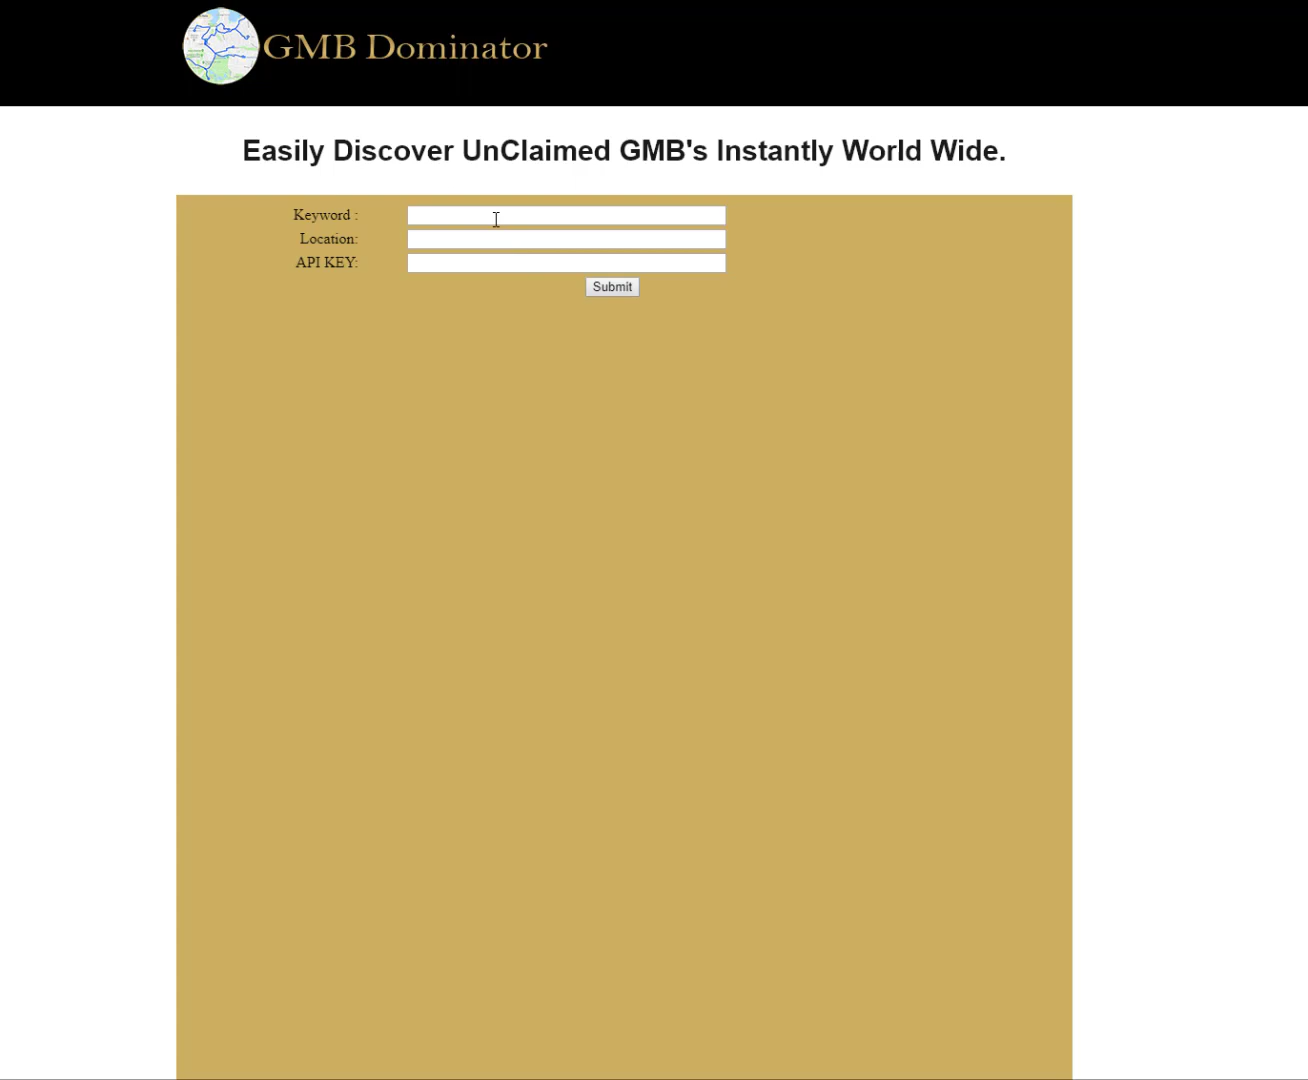 GMB Dominator
Easily Discover UnClaimed GMB's Instantly World Wide.
Keyword :
Location:
API KEY:
Submit